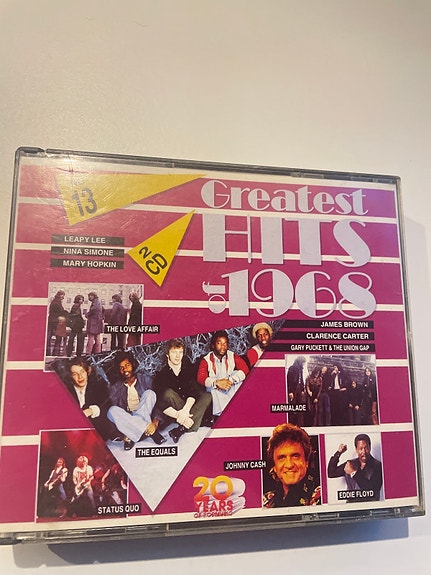 13
Greatest
HITS
of 1968
2 CD
LEAPY LEE
NINA SIMONE
MARY HOPKIN
THE LOVE AFFAIR
JAMES BROWN
CLARENCE CARTER
GARY PUCKETT & THE UNION GAP
MARMALADE
THE EQUALS
JOHNNY CASH
EDDIE FLOYD
STATUS QUO
20
YEARS